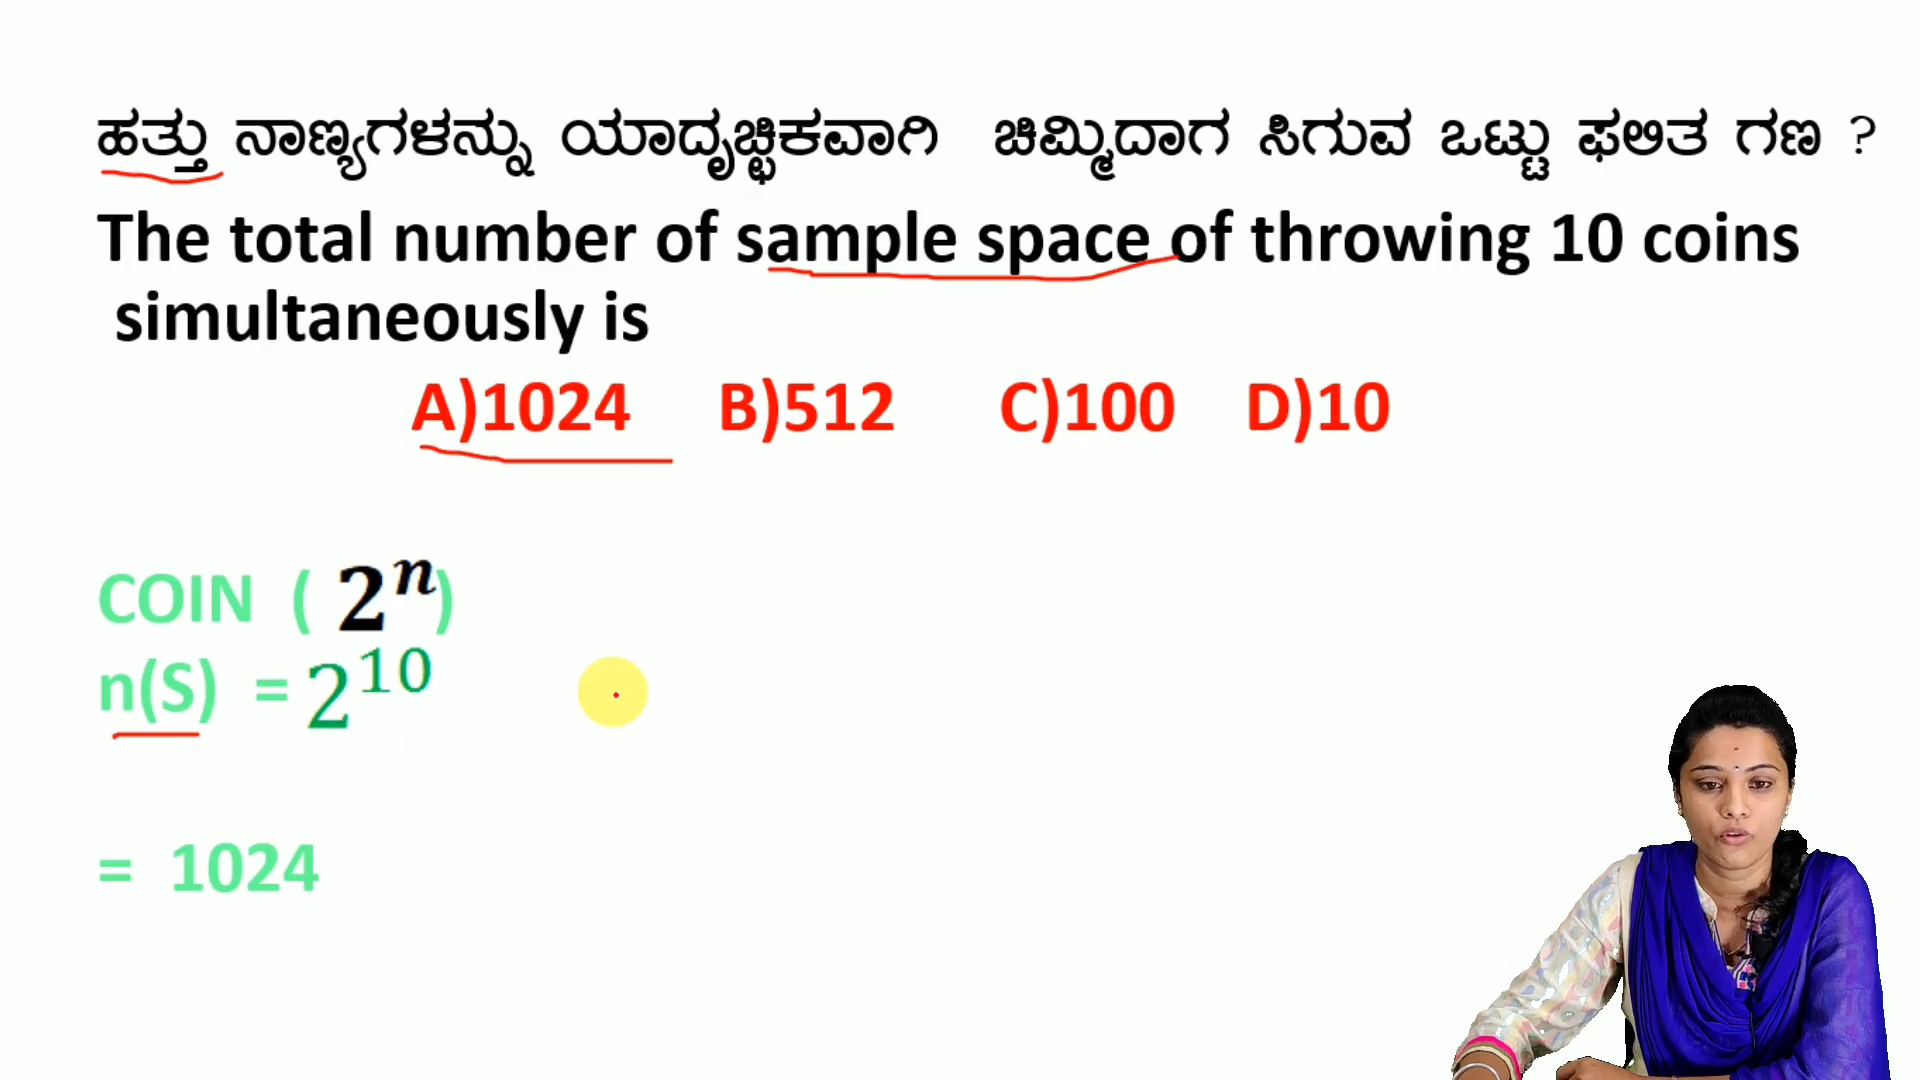 ಹತ್ತು ನಾಣ್ಯಗಳನ್ನು ಯಾದೃಚ್ಛಿಕವಾಗಿ ಚಿಮ್ಮಿದಾಗ ಸಿಗುವ ಒಟ್ಟು ಫಲಿತ ಗಣ ?
The total number of sample space of throwing 10 coins
simultaneously is
A)1024 B)512 C)100 D)10
COIN ( 2ⁿ)
n(S) = 2¹⁰
= 1024